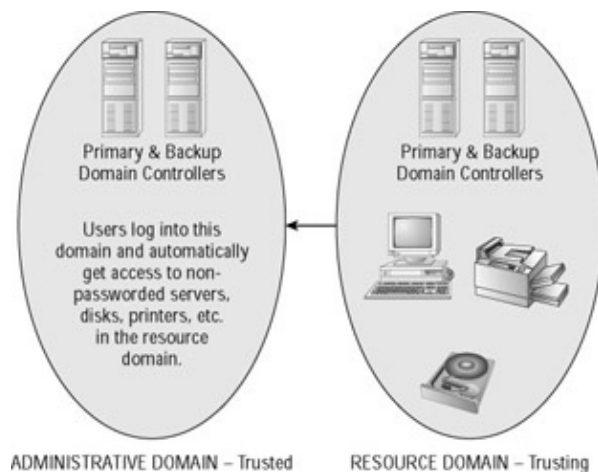 Primary & Backup
Domain Controllers
Users log into this
domain and automatically
get access to non-
passworded servers,
disks, printers, etc.
in the resource
domain.
ADMINISTRATIVE DOMAIN – Trusted
Primary & Backup
Domain Controllers
RESOURCE DOMAIN – Trusting